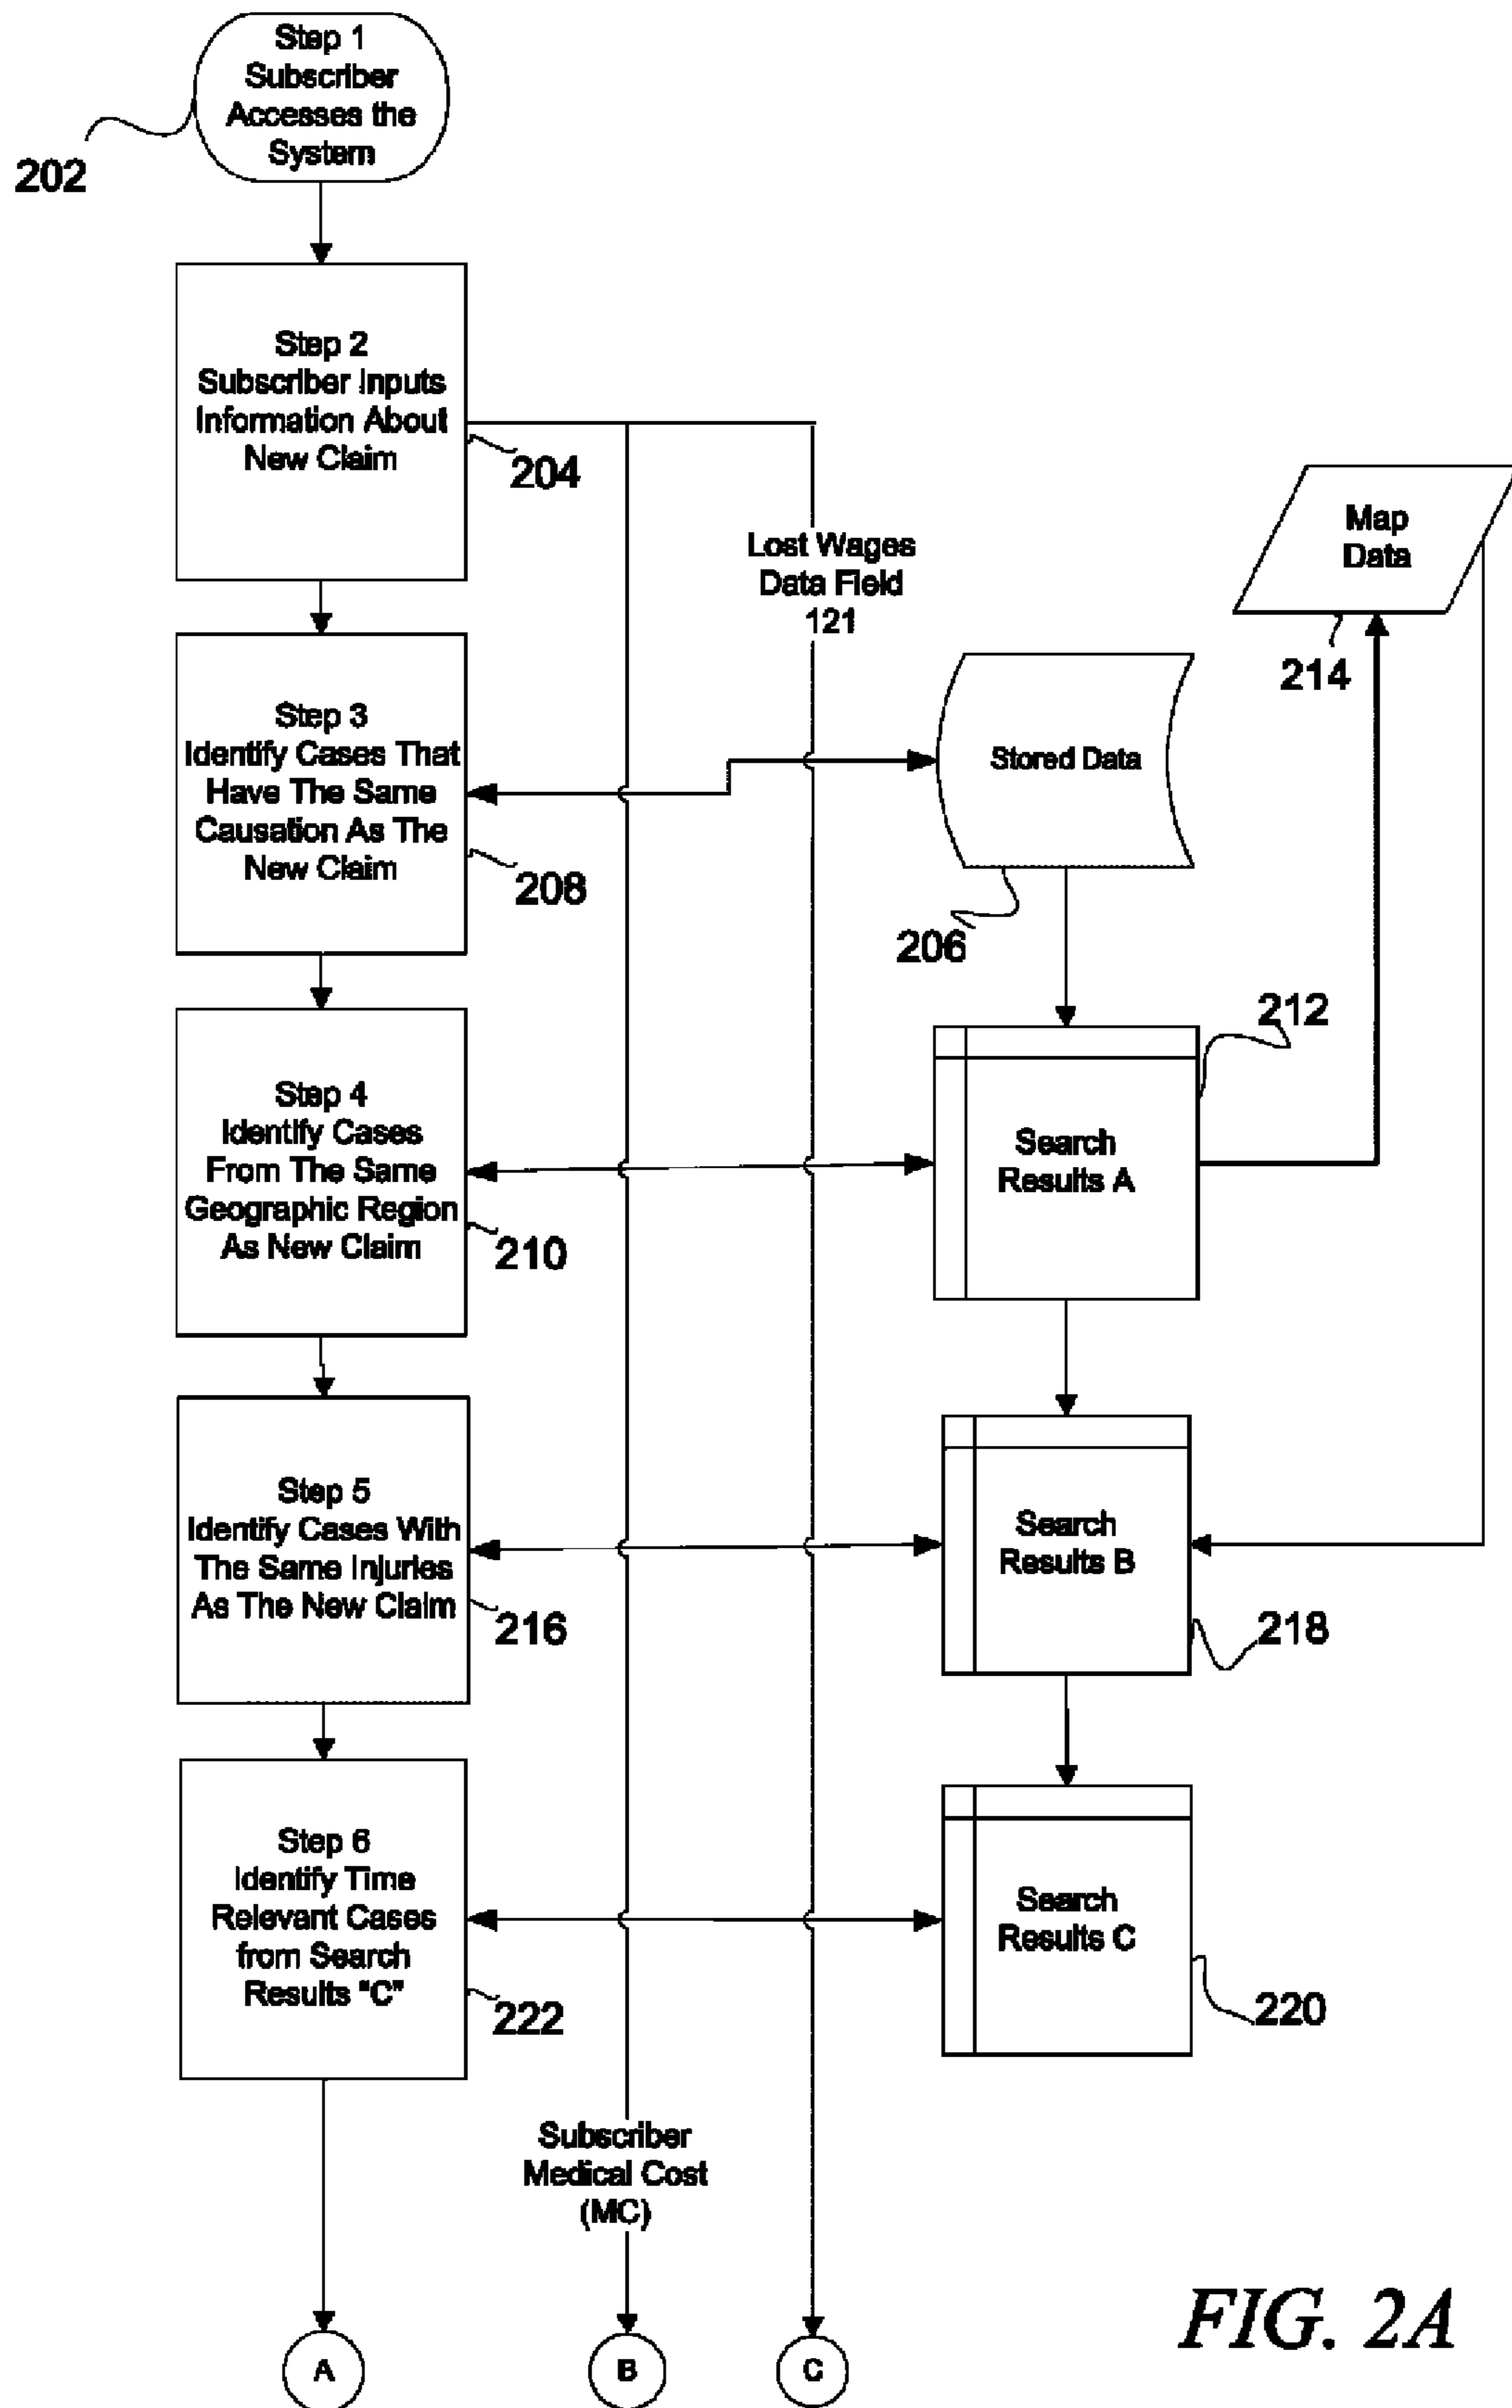 Step 1
Subscriber
Accesses the
System
202
Step 2
Subscriber Inputs
Information About
New Claim
204
Lost Wages
Data Field
121
Map
Data
214
Step 3
Identify Cases That
Have The Same
Causation As The
New Claim
208
Stored Data
206
Step 4
Identify Cases
From The Same
Geographic Region
As New Claim
210
212
Search
Results A
Step 5
Identify Cases With
The Same Injuries
As The New Claim
216
Search
Results B
218
Step 6
Identify Time
Relevant Cases
from Search
Results "C"
222
Search
Results C
220
Subscriber
Medical Cost
(MC)
A
B
C
FIG. 2A